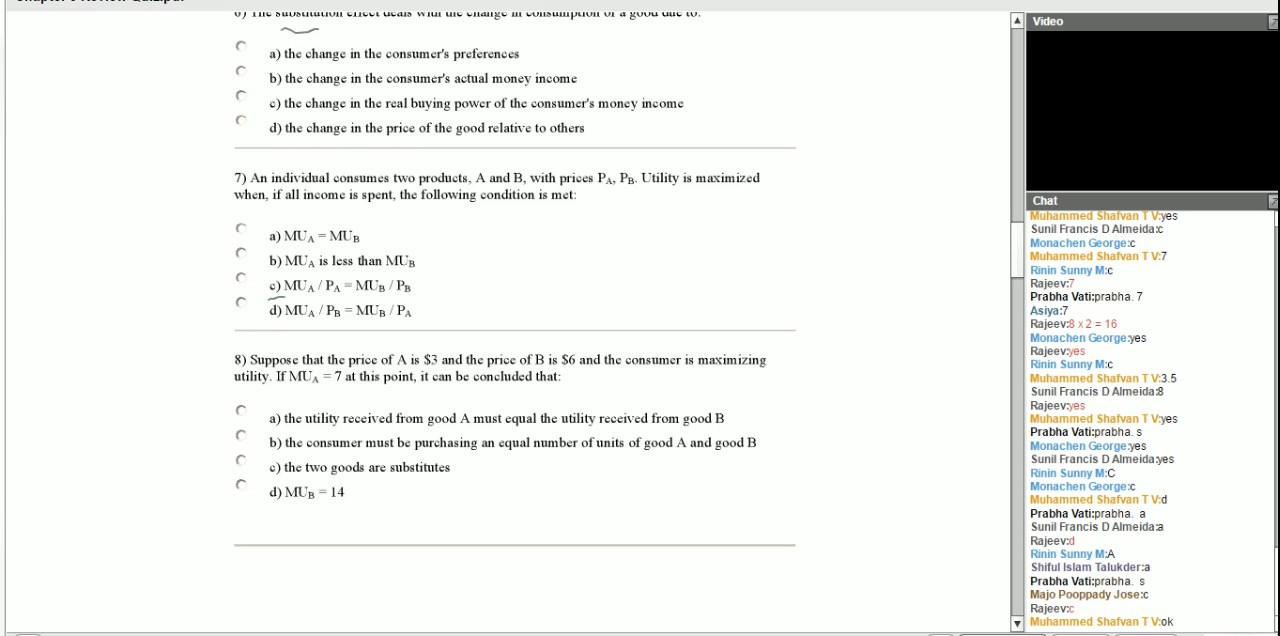 6) The substitution effect deals with the change in consumption of a good due to:
a) the change in the consumer's preferences
b) the change in the consumer's actual money income
c) the change in the real buying power of the consumer's money income
d) the change in the price of the good relative to others
7) An individual consumes two products, A and B, with prices PA, PB. Utility is maximized
when, if all income is spent, the following condition is met:
a) MUA = MUB
b) MUA is less than MUB
c) MUA / PA = MUB / PB
d) MUA / PB = MUB / PA
8) Suppose that the price of A is $3 and the price of B is $6 and the consumer is maximizing
utility. If MUA = 7 at this point, it can be concluded that:
a) the utility received from good A must equal the utility received from good B
b) the consumer must be purchasing an equal number of units of good A and good B
c) the two goods are substitutes
d) MUB = 14
Video
Chat
Muhammed Shafvan T V:yes
Sunil Francis D Almeida:c
Monachen George:c
Muhammed Shafvan T V:7
Rinin Sunny M:c
Rajeev:7
Prabha Vati:prabha. 7
Asiya:7
Rajeev:8 x 2 = 16
Monachen George:yes
Rajeev:yes
Rinin Sunny M:c
Muhammed Shafvan T V:3.5
Sunil Francis D Almeida:8
Rajeev:yes
Muhammed Shafvan T V:yes
Prabha Vati:prabha. s
Monachen George:yes
Sunil Francis D Almeida:yes
Rinin Sunny M:C
Monachen George:c
Muhammed Shafvan T V:d
Prabha Vati:prabha. a
Sunil Francis D Almeida:a
Rajeev:d
Rinin Sunny M:A
Shiful Islam Talukder:a
Prabha Vati:prabha. s
Majo Pooppady Jose:c
Rajeev:c
Muhammed Shafvan T V:ok